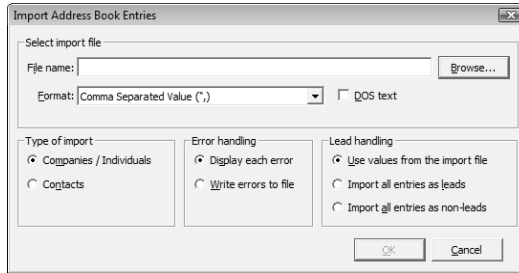 Import Address Book Entries
Select import file
File name:
Browse...
Format: Comma Separated Value (",)
DOS text
Type of import
Companies / Individuals
Contacts
Error handling
Display each error
Write errors to file
Lead handling
Use values from the import file
Import all entries as leads
Import all entries as non-leads
OK
Cancel